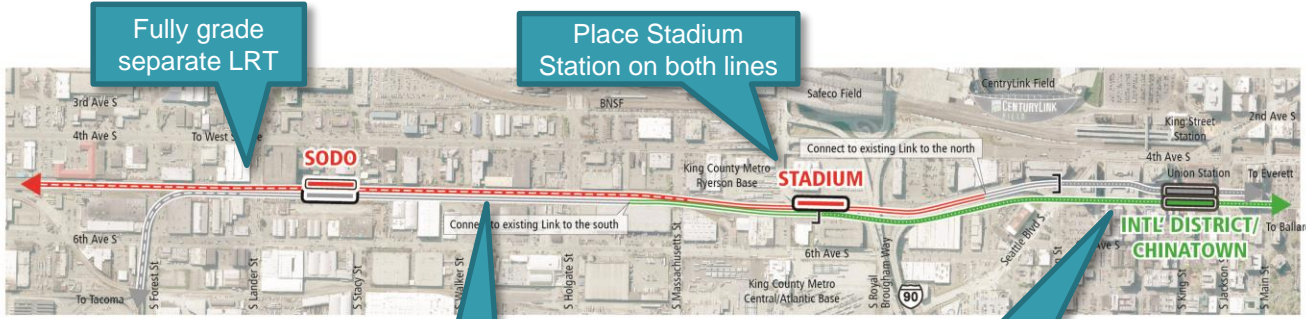 Fully grade
separate LRT
Place Stadium
Station on both lines
3rd Ave S
4th Ave S
To West
BNSF
Safeco Field
CentryLink Field
CENTURYLINK
King Street
Station
2nd Ave S
SODO
King County Metro
Ryerson Base
STADIUM
Connect to existing Link to the north
4th Ave S
Union Station
To Everett
Connect to existing Link to the south
6th Ave S
6th Ave S
INTL DISTRICT/
CHINATOWN
To Ballard
To Tacoma
S Forest St
S Lander St
S Stacy St
S Walker St
S Holgate St
S Massachusetts St
King County Metro
Central/Atlantic Base
S Royal
Brougham Way
90
Seattle Blvd S
S King St
S Jackson
S Main St